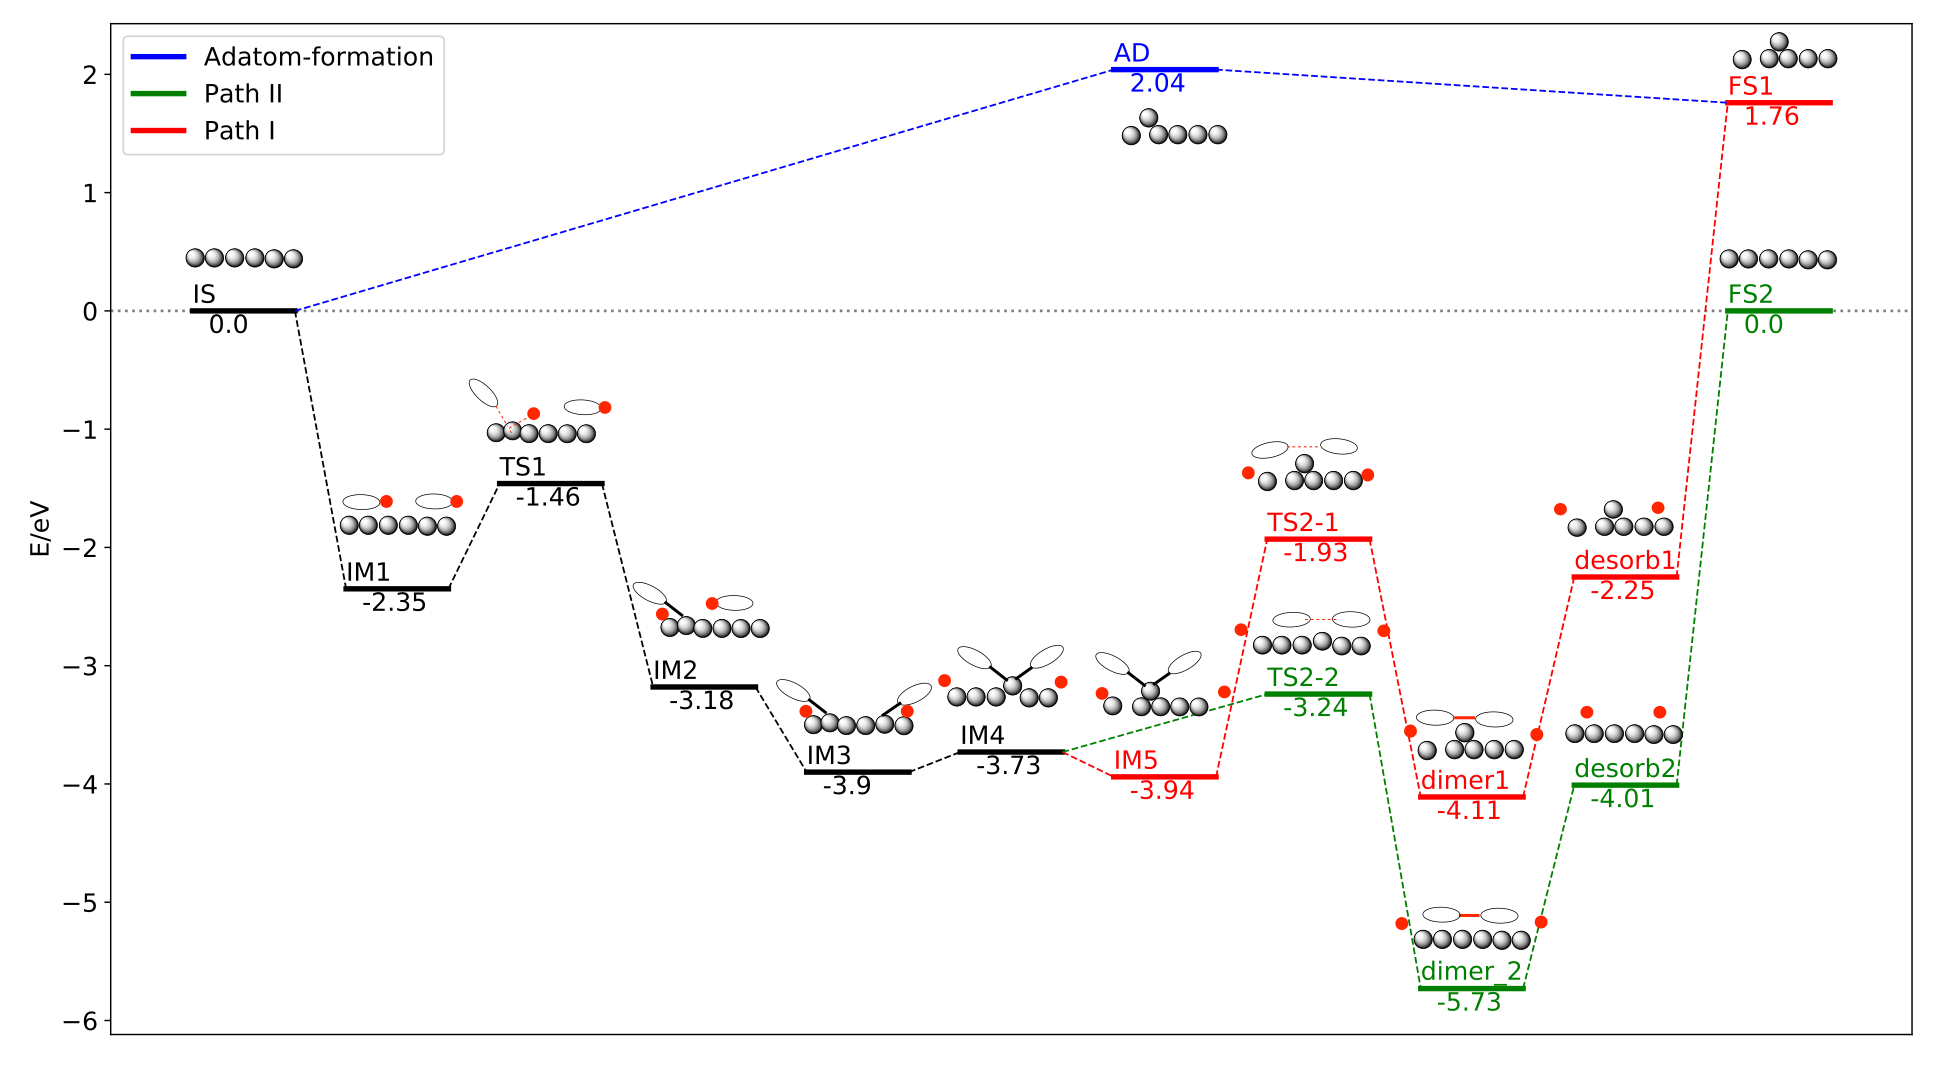 Adatom-formation
Path II
Path I
E/eV
2
1
0
−1
−2
−3
−4
−5
−6
IS
0.0
IM1
-2.35
TS1
-1.46
IM2
-3.18
IM3
-3.9
IM4
-3.73
AD
2.04
IM5
-3.94
TS2-1
-1.93
TS2-2
-3.24
dimer1
-4.11
dimer_2
-5.73
desorb1
-2.25
desorb2
-4.01
FS1
1.76
FS2
0.0